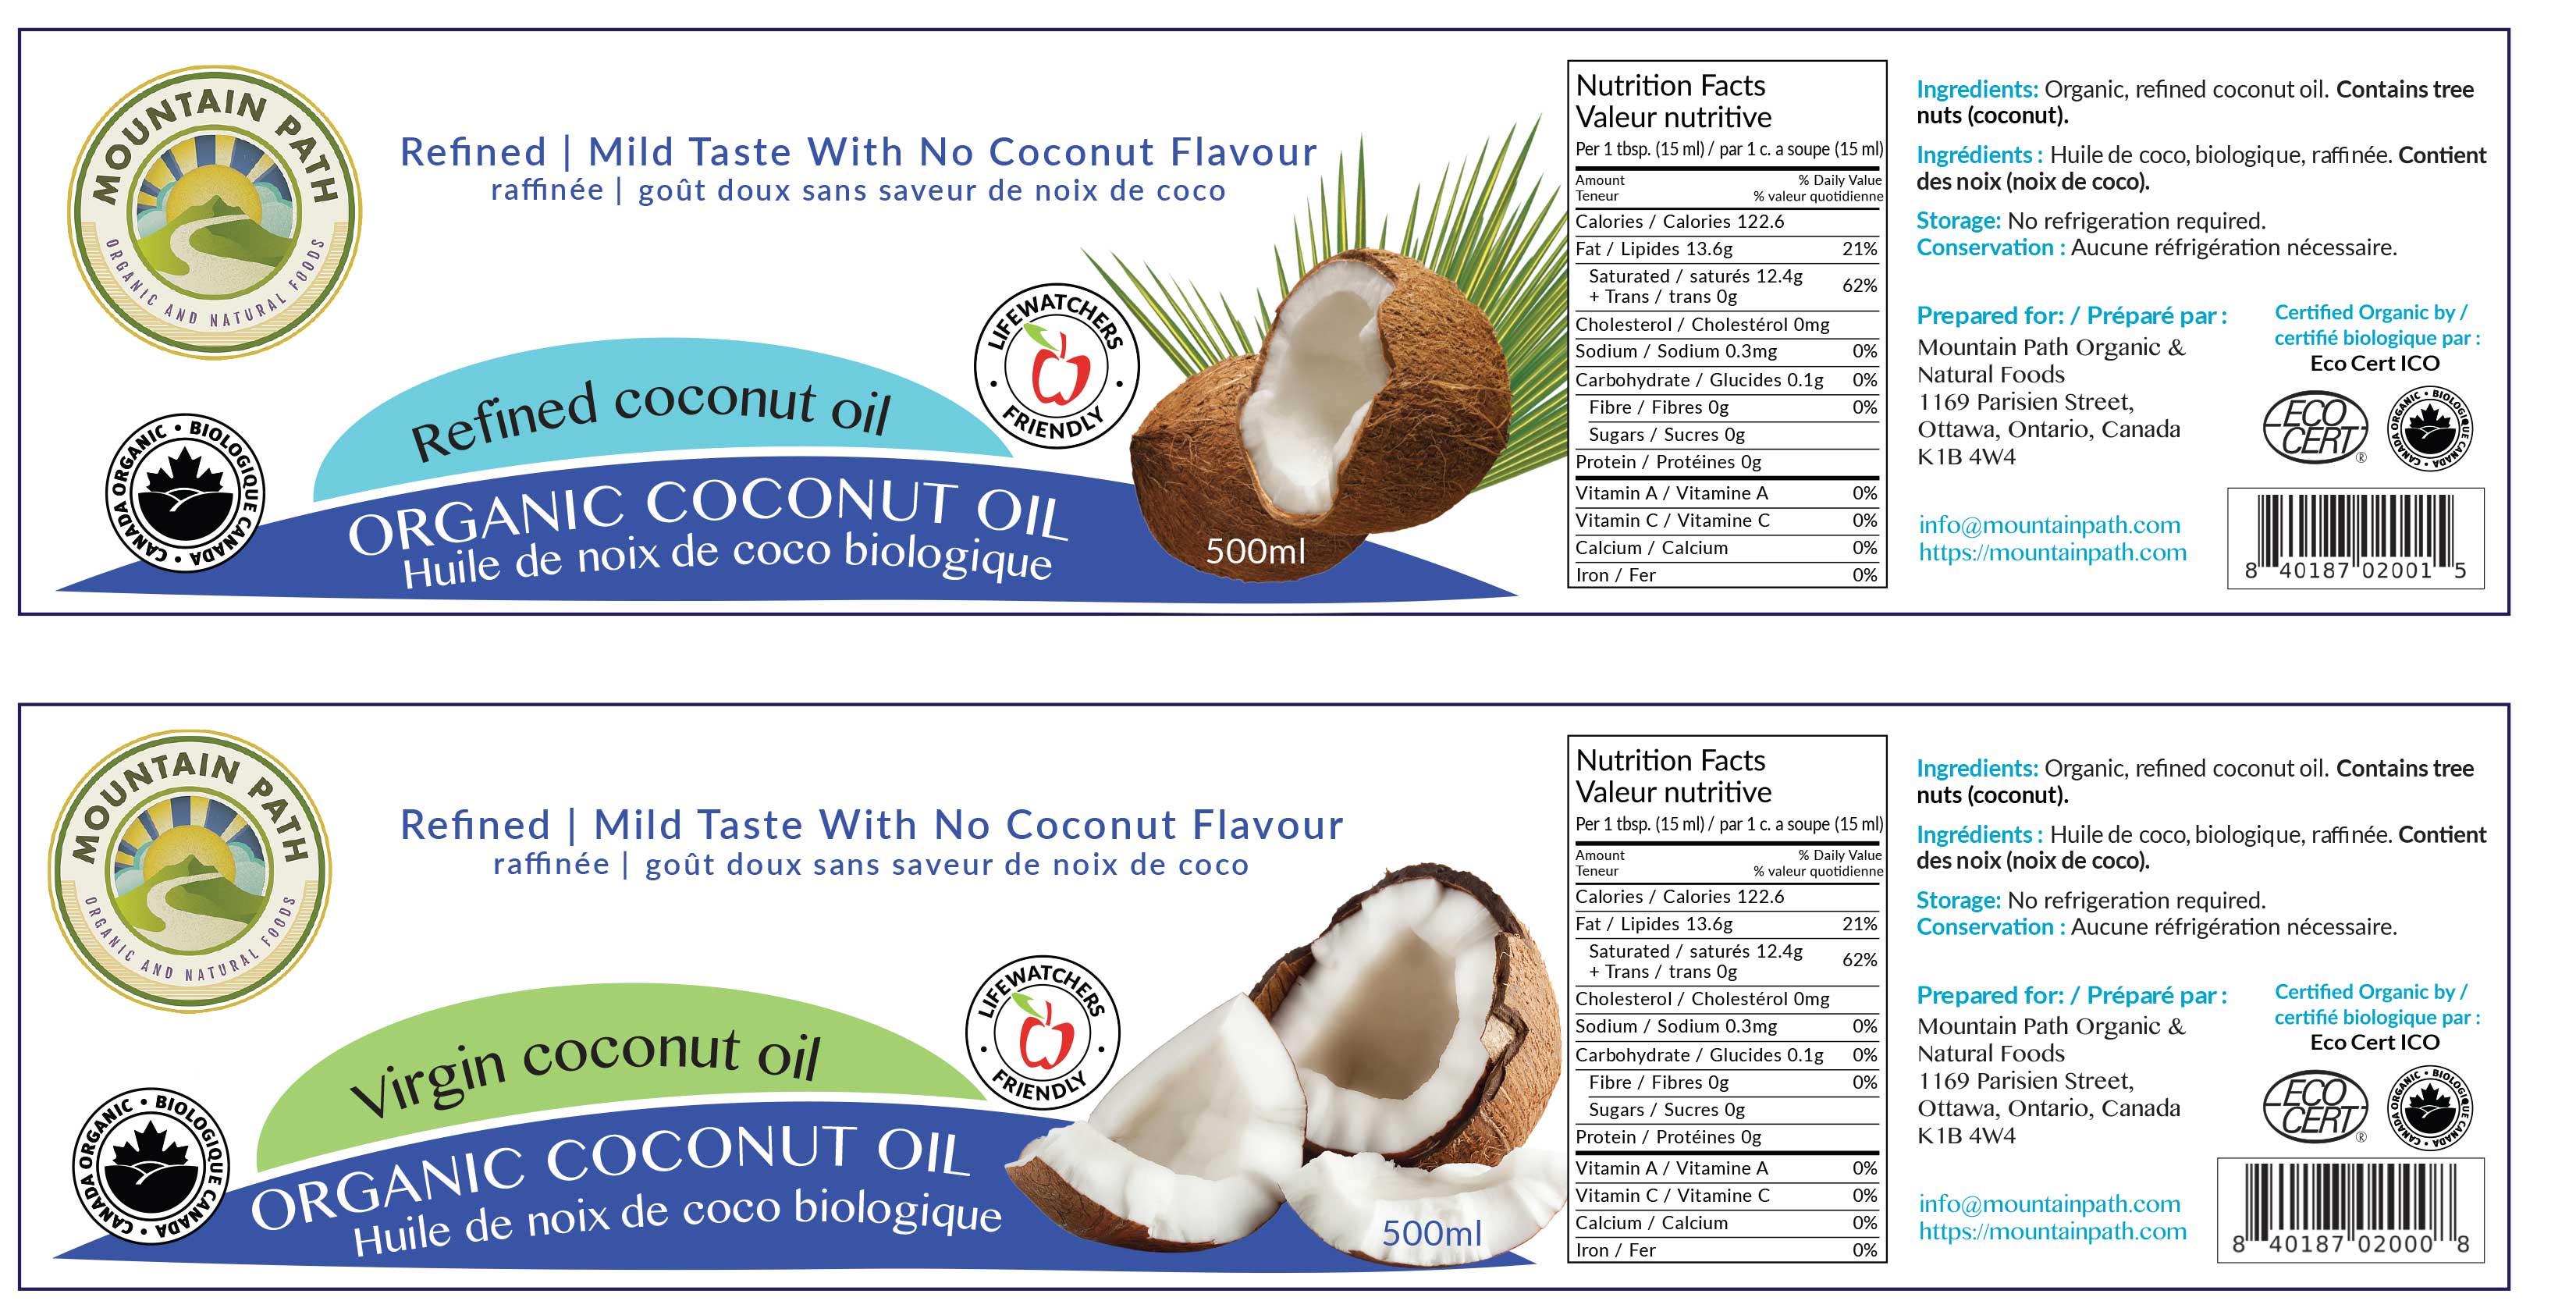 MOUNTAIN PATH
ORGANIC AND NATURAL FOODS
Refined | Mild Taste With No Coconut Flavour
raffinée | goût doux sans saveur de noix de coco
LIFEWATCHERS
• FRIENDLY •
Refined coconut oil
CANADA ORGANIC • BIOLOGIQUE CANADA •
ORGANIC COCONUT OIL
Huile de noix de coco biologique
500ml
Nutrition Facts
Valeur nutritive
Per 1 tbsp. (15 ml) / par 1 c. a soupe (15 ml)
Amount % Daily Value
Teneur % valeur quotidienne
Calories / Calories 122.6
Fat / Lipides 13.6g 21%
Saturated / saturés 12.4g
+ Trans / trans 0g 62%
Cholesterol / Cholestérol 0mg
Sodium / Sodium 0.3mg 0%
Carbohydrate / Glucides 0.1g 0%
Fibre / Fibres 0g 0%
Sugars / Sucres 0g
Protein / Protéines 0g
Vitamin A / Vitamine A 0%
Vitamin C / Vitamine C 0%
Calcium / Calcium 0%
Iron / Fer 0%
Ingredients: Organic, refined coconut oil. Contains tree
nuts (coconut).
Ingrédients : Huile de coco, biologique, raffinée. Contient
des noix (noix de coco).
Storage: No refrigeration required.
Conservation : Aucune réfrigération nécessaire.
Prepared for: / Préparé par :
Mountain Path Organic &
Natural Foods
1169 Parisien Street,
Ottawa, Ontario, Canada
K1B 4W4
info@mountainpath.com
https://mountainpath.com
Certified Organic by /
certifié biologique par :
Eco Cert ICO
ECO
CERT®
CANADA ORGANIC • BIOLOGIQUE CANADA •
8 40187 02001 5
MOUNTAIN PATH
ORGANIC AND NATURAL FOODS
Refined | Mild Taste With No Coconut Flavour
raffinée | goût doux sans saveur de noix de coco
LIFEWATCHERS
• FRIENDLY •
Virgin coconut oil
CANADA ORGANIC • BIOLOGIQUE CANADA •
ORGANIC COCONUT OIL
Huile de noix de coco biologique
500ml
Nutrition Facts
Valeur nutritive
Per 1 tbsp. (15 ml) / par 1 c. a soupe (15 ml)
Amount % Daily Value
Teneur % valeur quotidienne
Calories / Calories 122.6
Fat / Lipides 13.6g 21%
Saturated / saturés 12.4g
+ Trans / trans 0g 62%
Cholesterol / Cholestérol 0mg
Sodium / Sodium 0.3mg 0%
Carbohydrate / Glucides 0.1g 0%
Fibre / Fibres 0g 0%
Sugars / Sucres 0g
Protein / Protéines 0g
Vitamin A / Vitamine A 0%
Vitamin C / Vitamine C 0%
Calcium / Calcium 0%
Iron / Fer 0%
Ingredients: Organic, refined coconut oil. Contains tree
nuts (coconut).
Ingrédients : Huile de coco, biologique, raffinée. Contient
des noix (noix de coco).
Storage: No refrigeration required.
Conservation : Aucune réfrigération nécessaire.
Prepared for: / Préparé par :
Mountain Path Organic &
Natural Foods
1169 Parisien Street,
Ottawa, Ontario, Canada
K1B 4W4
info@mountainpath.com
https://mountainpath.com
Certified Organic by /
certifié biologique par :
Eco Cert ICO
ECO
CERT®
CANADA ORGANIC • BIOLOGIQUE CANADA •
8 40187 02000 8